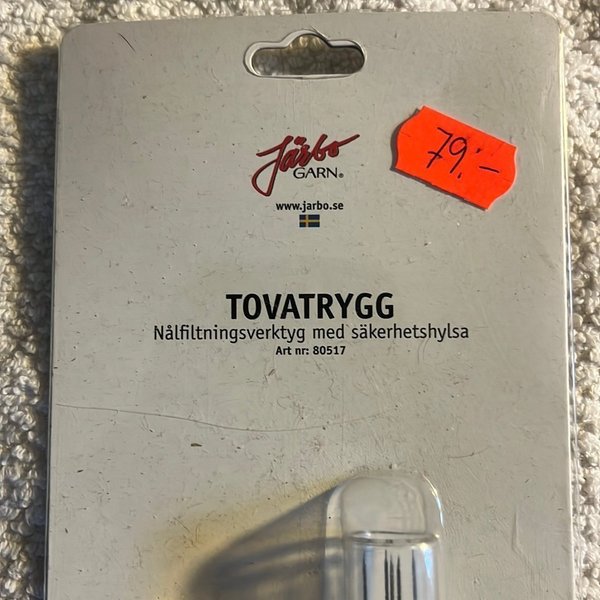 Järbo
GARN®
79:-
www.jarbo.se
TOVATRYGG
Nålfiltningsverktyg med säkerhetshylsa
Art nr: 80517